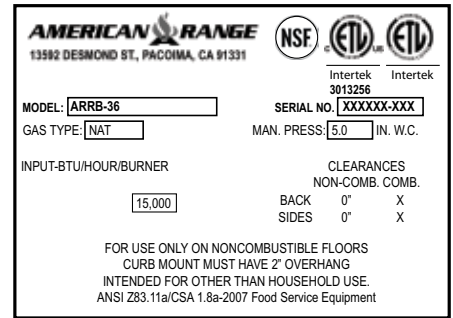 AMERICAN RANGE
13592 DESMOND ST., PACOIMA, CA 91331
NSF®
C ETL US
ETL
Intertek Intertek
3013256
MODEL: ARRB-36 SERIAL NO. XXXXXX-XXX
GAS TYPE: NAT MAN. PRESS: 5.0 IN. W.C.
INPUT-BTU/HOUR/BURNER CLEARANCES
NON-COMB. COMB.
15,000 BACK 0" X
SIDES 0" X
FOR USE ONLY ON NONCOMBUSTIBLE FLOORS
CURB MOUNT MUST HAVE 2" OVERHANG
INTENDED FOR OTHER THAN HOUSEHOLD USE.
ANSI Z83.11a/CSA 1.8a-2007 Food Service Equipment